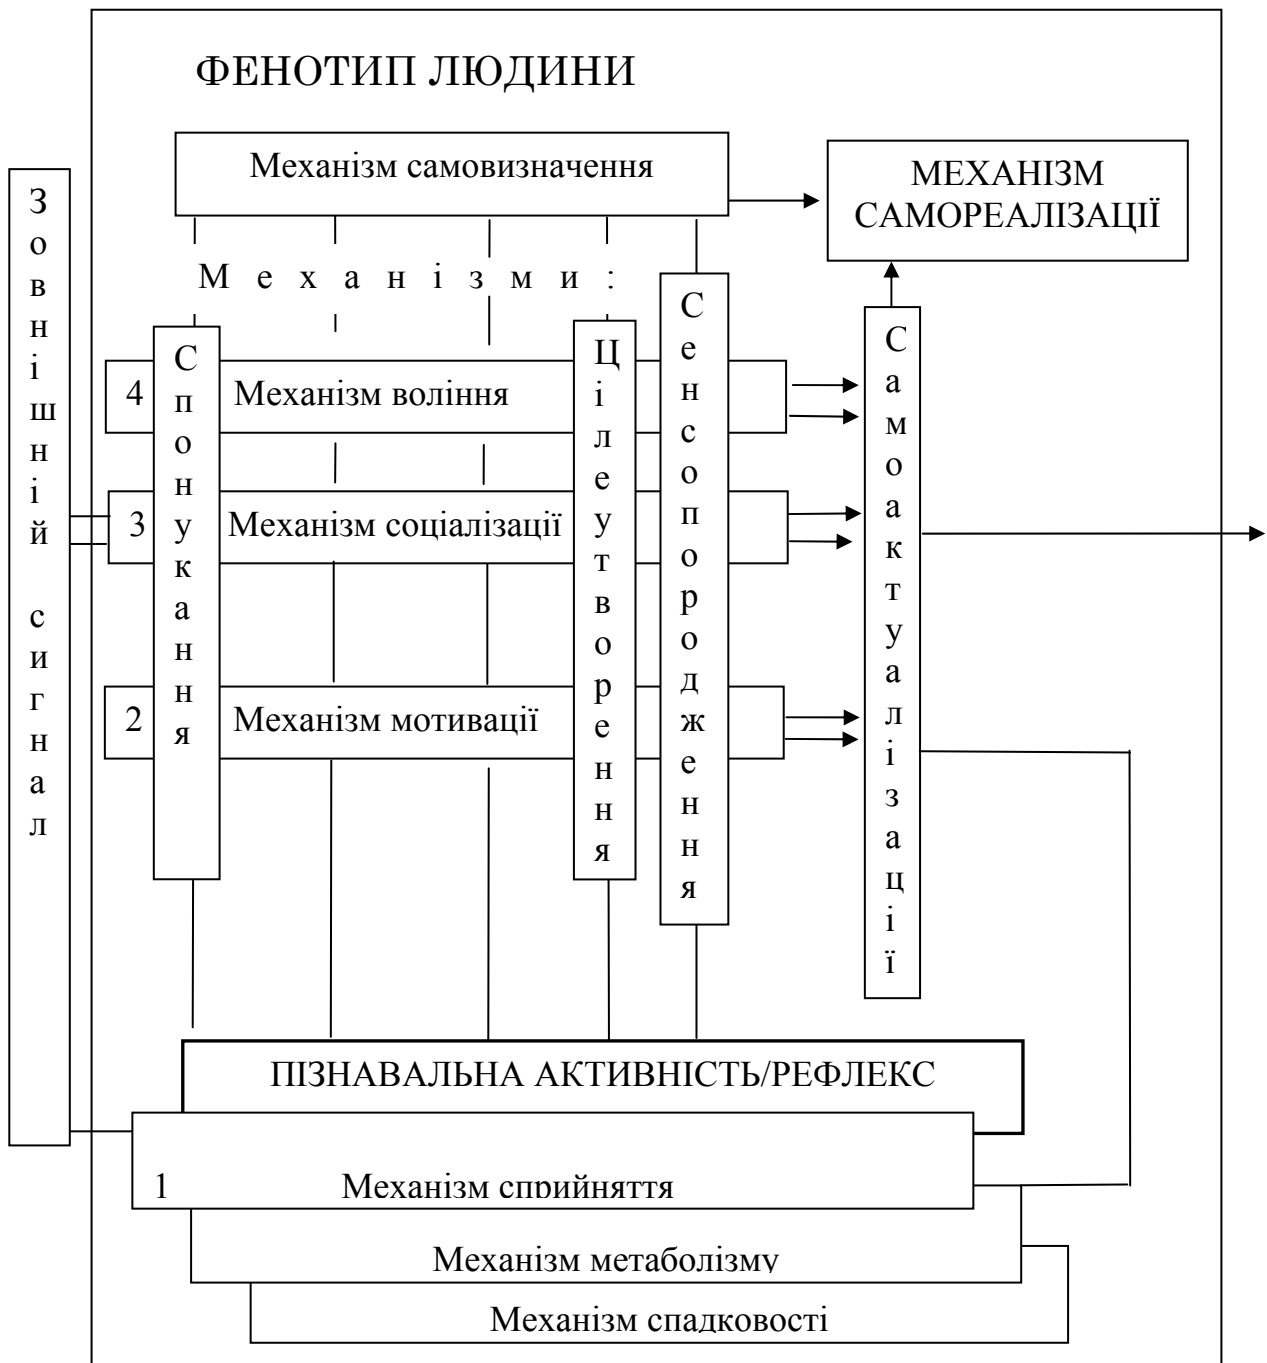 ФЕНОТИП ЛЮДИНИ
Механізм самовизначення
МЕХАНІЗМ
САМОРЕАЛІЗАЦІЇ
Зовнішній сигнал
Механізми:
Спонукання
Цілеутворення
Сенсопородження
Самоактуалізації
4 Механізм воління
3 Механізм соціалізації
2 Механізм мотивації
ПІЗНАВАЛЬНА АКТИВНІСТЬ/РЕФЛЕКС
1 Механізм сприйняття
Механізм метаболізму
Механізм спадковості